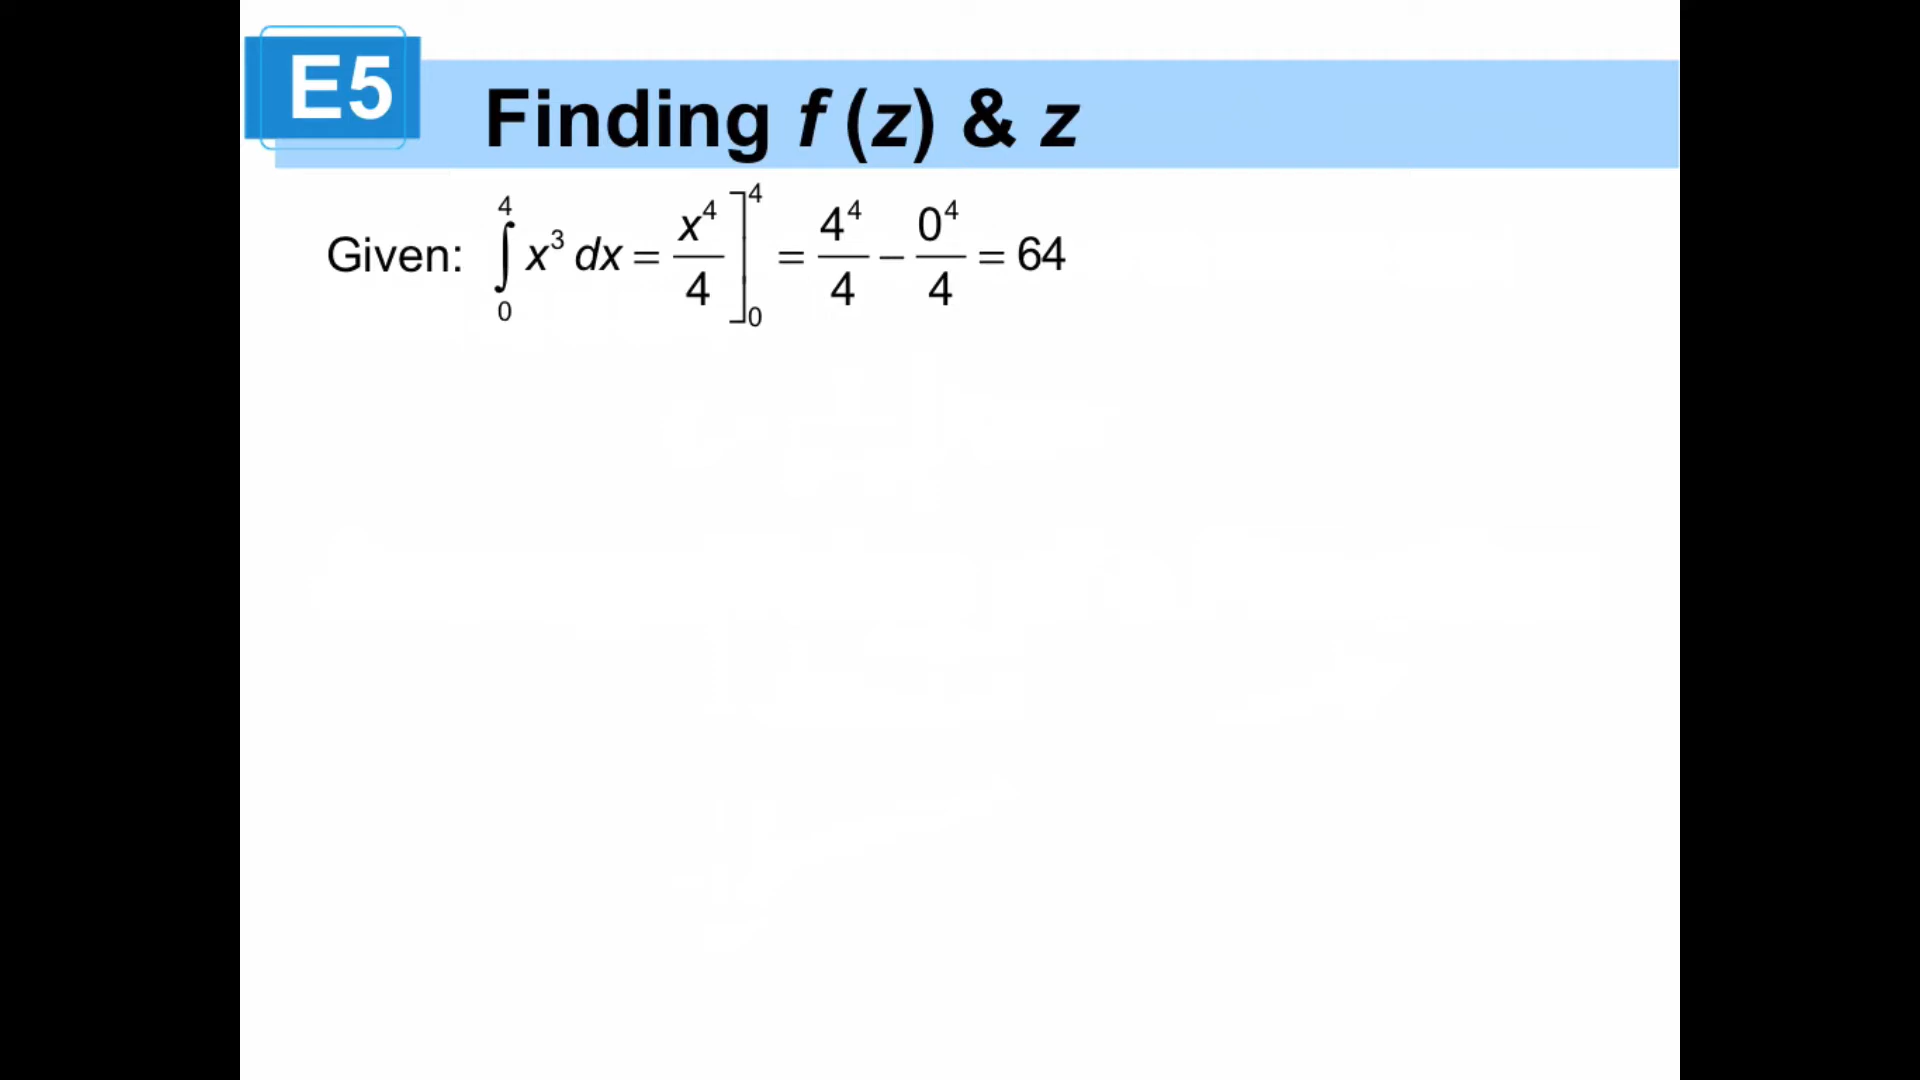 E5
Finding f (z) & z
Given: ∫₀⁴ x³ dx = x⁴/4 ]₀⁴ = 4⁴/4 − 0⁴/4 = 64